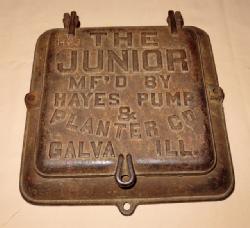 THE
JUNIOR
MF'D BY
HAYES PUMP
&
PLANTER CO
GALVA ILL.